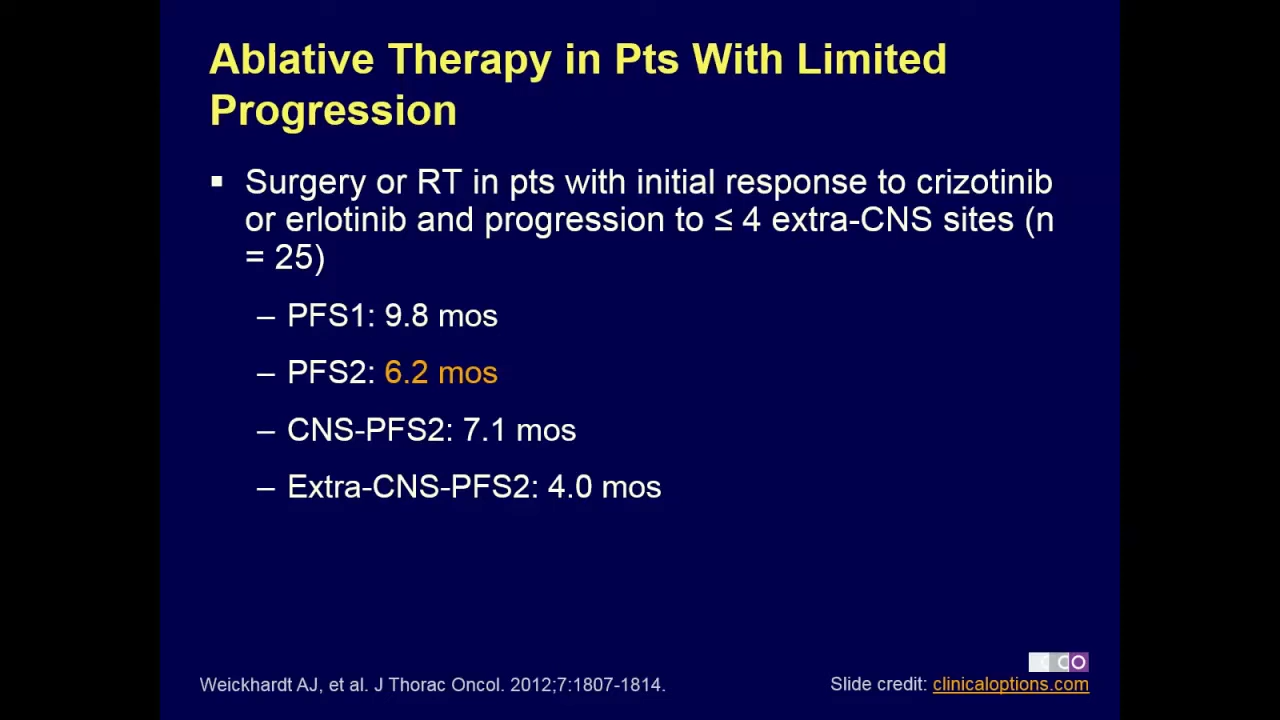 Ablative Therapy in Pts With Limited
Progression
▪ Surgery or RT in pts with initial response to crizotinib
or erlotinib and progression to ≤ 4 extra-CNS sites (n
= 25)
– PFS1: 9.8 mos
– PFS2: 6.2 mos
– CNS-PFS2: 7.1 mos
– Extra-CNS-PFS2: 4.0 mos
CCO
Weickhardt AJ, et al. J Thorac Oncol. 2012;7:1807-1814.
Slide credit: clinicaloptions.com